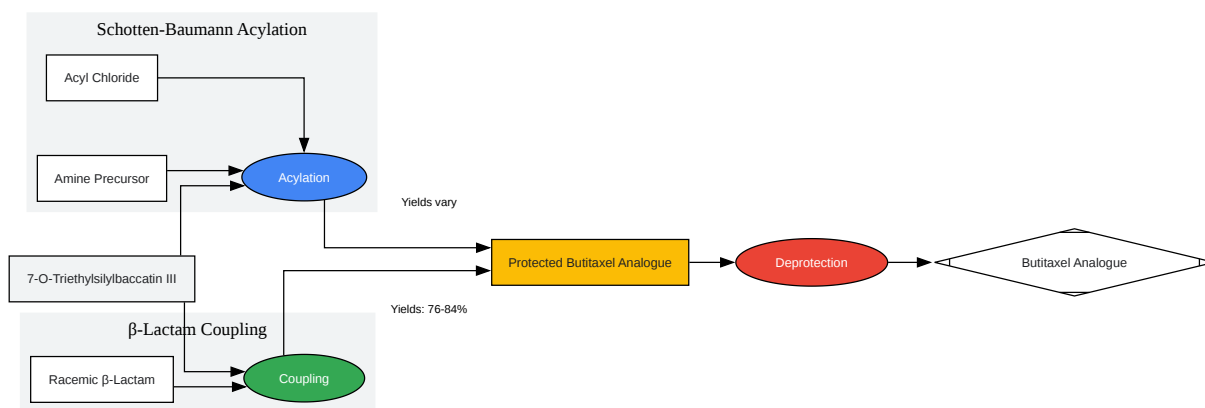 Schotten-Baumann Acylation
Acyl Chloride
Amine Precursor
Acylation
Yields vary
7-O-Triethylsilylbaccatin III
Protected Butitaxel Analogue
Deprotection
Butitaxel Analogue
Yields: 76-84%
β-Lactam Coupling
Racemic β-Lactam
Coupling